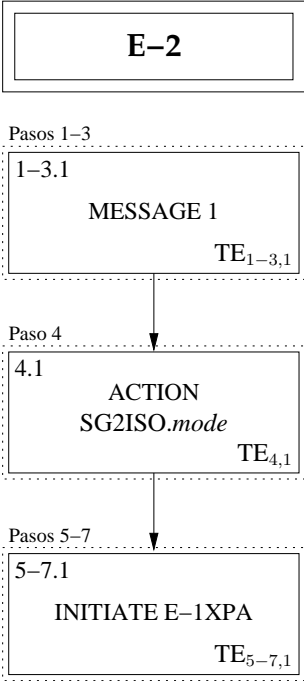 E−2
Pasos 1−3
1−3.1
MESSAGE 1
TE1−3,1
Paso 4
4.1
ACTION
SG2ISO.mode
TE4,1
Pasos 5−7
5−7.1
INITIATE E−1XPA
TE5−7,1